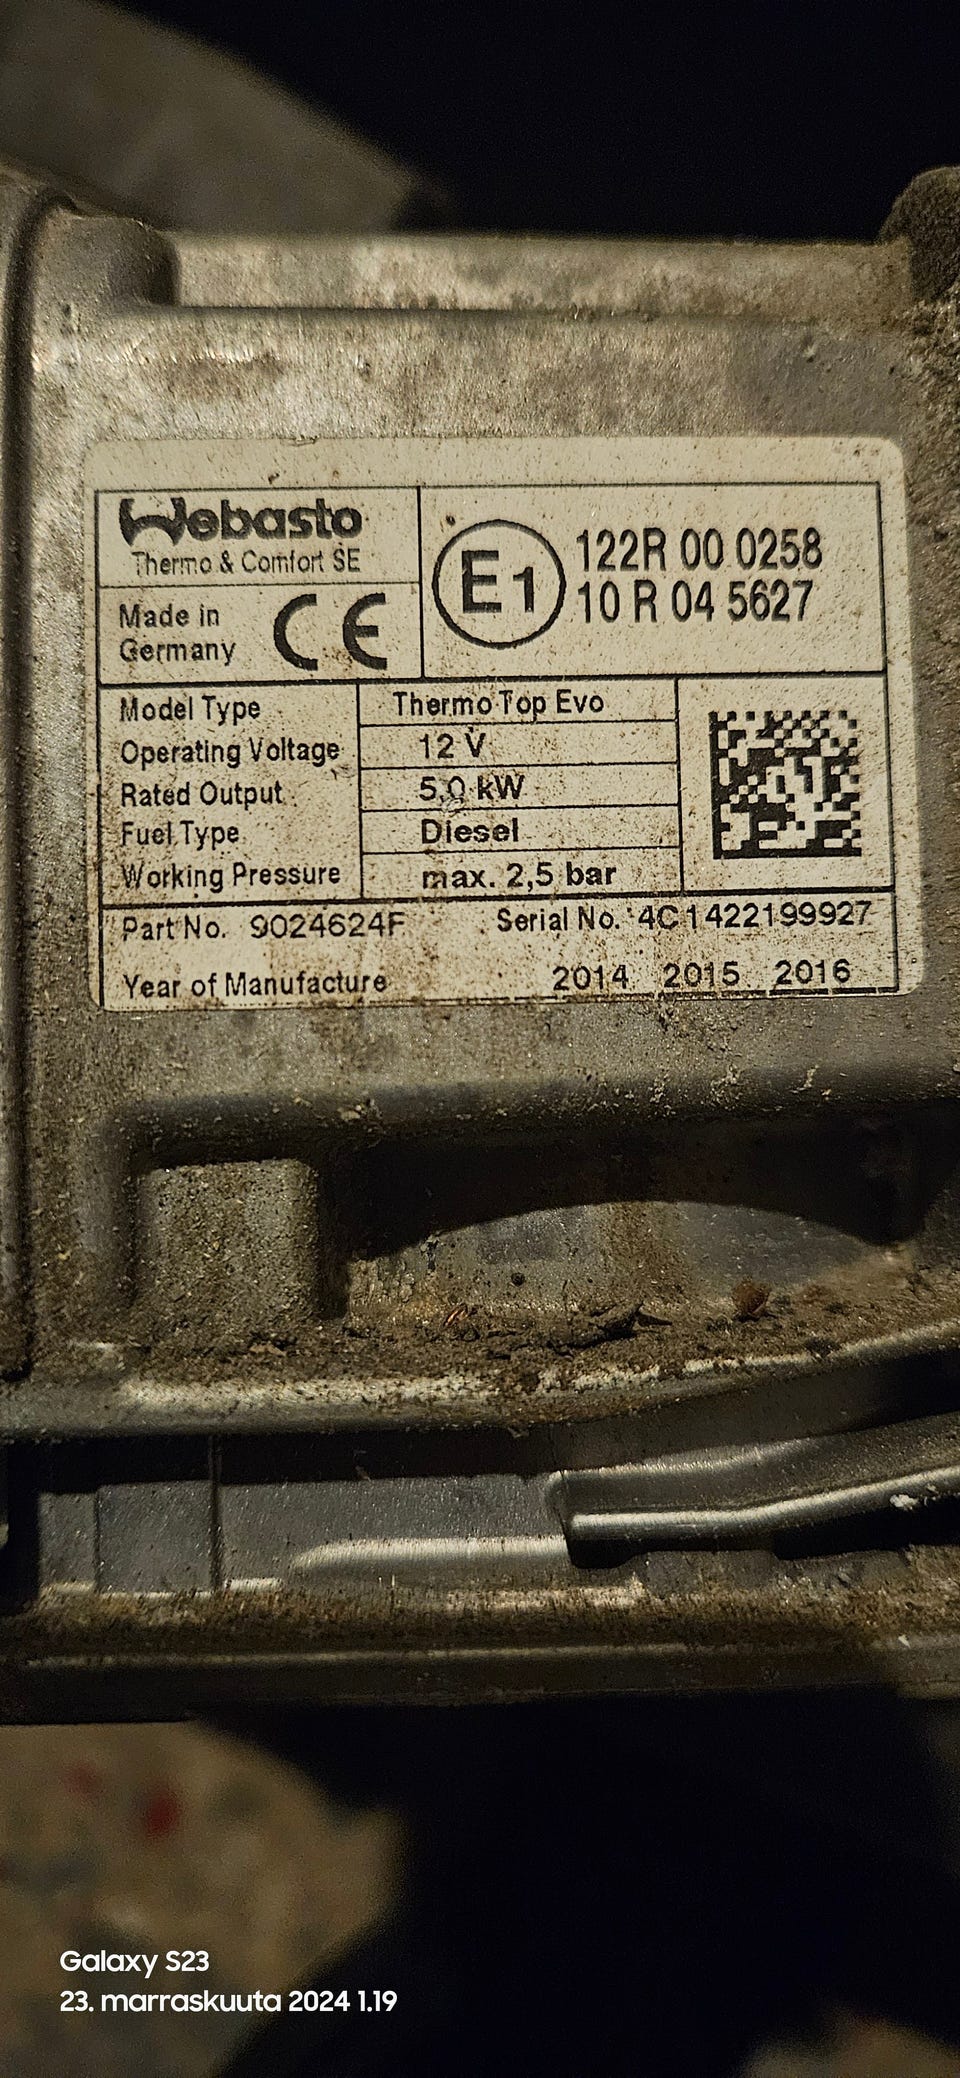 Webasto
Thermo & Comfort SE
Made in
Germany
CE
E1
122R 00 0258
10 R 04 5627
Model Type Thermo Top Evo
Operating Voltage 12 V
Rated Output 5,0 kW
Fuel Type Diesel
Working Pressure max. 2,5 bar
Part No. 9024624F Serial No. 4C1422199927
Year of Manufacture 2014 2015 2016
Galaxy S23
23. marraskuuta 2024 1.19